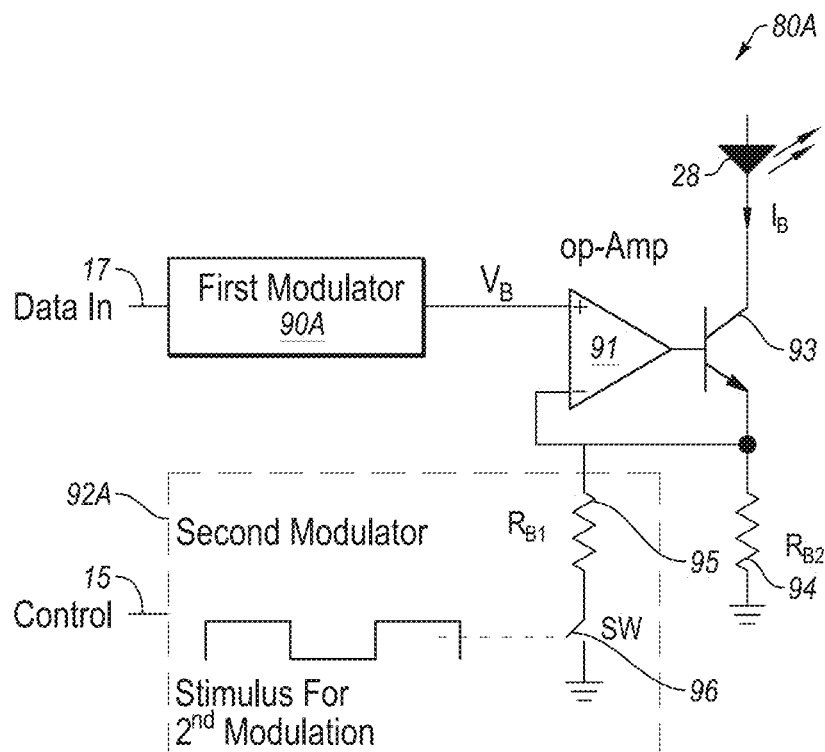 80A
28
I_B
op-Amp
17
Data In
First Modulator
90A
V_B
+
91
−
93
92A
Second Modulator
R_B1
95
R_B2
94
15
Control
SW
96
Stimulus For
2nd Modulation